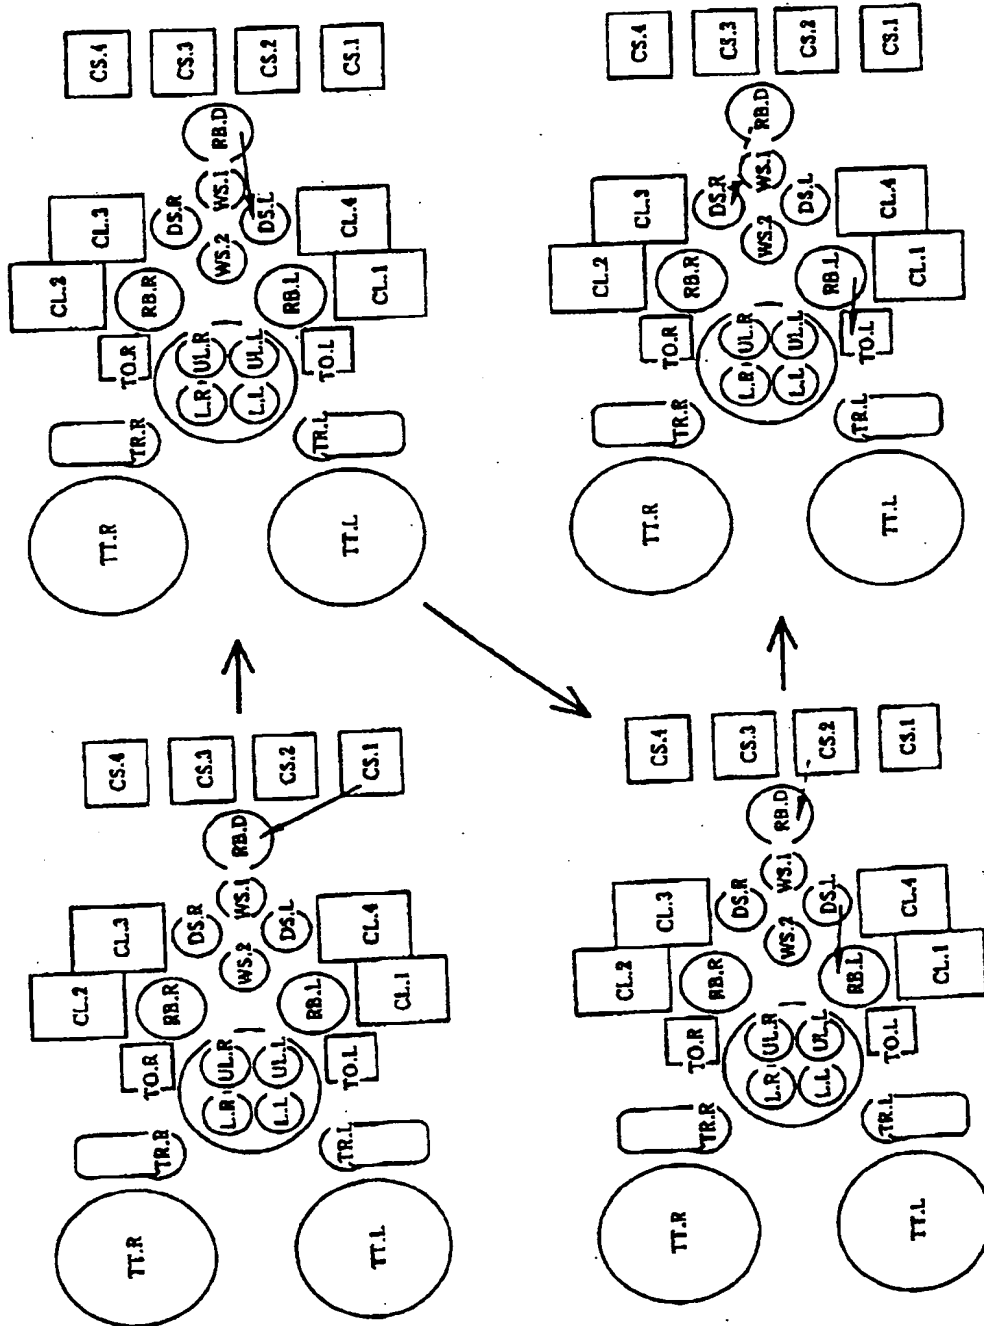 CS.4
CS.3
CS.2
CS.1
RB.D
WS.1
DS.R
DS.L
WS.2
CL.3
CL.4
CL.2
CL.1
RB.R
RB.L
TO.R
TO.L
UL.R
UL.L
L.R
L.L
TR.R
TR.L
TT.R
TT.L
CS.4
CS.3
CS.2
CS.1
RB.D
WS.1
DS.R
DS.L
WS.2
CL.3
CL.4
CL.2
CL.1
RB.R
RB.L
TO.R
TO.L
UL.R
UL.L
L.R
L.L
TR.R
TR.L
TT.R
TT.L
CS.4
CS.3
CS.2
CS.1
RB.D
WS.1
DS.R
DS.L
WS.2
CL.3
CL.4
CL.2
CL.1
RB.R
RB.L
TO.R
TO.L
UL.R
UL.L
L.R
L.L
TR.R
TR.L
TT.R
TT.L
CS.4
CS.3
CS.2
CS.1
RB.D
WS.1
DS.R
DS.L
WS.2
CL.3
CL.4
CL.2
CL.1
RB.R
RB.L
TO.R
TO.L
UL.R
UL.L
L.R
L.L
TR.R
TR.L
TT.R
TT.L